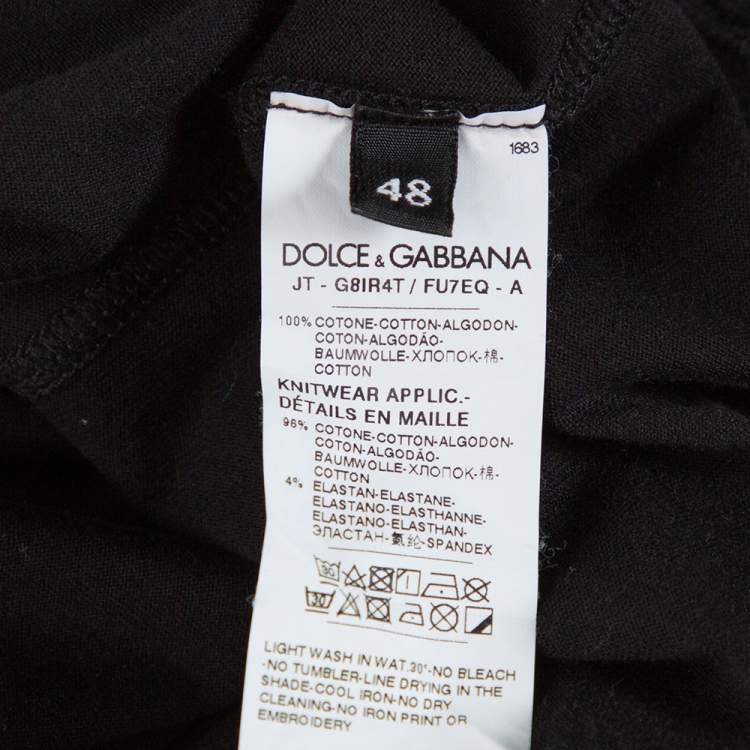 1683
48
DOLCE & GABBANA
JT - G8IR4T / FU7EQ - A
100% COTONE-COTTON-ALGODON-
COTON-ALGODÃO-
BAUMWOLLE-ХЛОПОК-棉-
COTTON
KNITWEAR APPLIC.-
DÉTAILS EN MAILLE
96% COTONE-COTTON-ALGODON-
COTON-ALGODÃO-
BAUMWOLLE-ХЛОПОК-棉-
COTTON
4% ELASTAN-ELASTANE-
ELASTANO-ELASTHANNE-
ELASTANO-ELASTHAN-
ЭЛАСТАН-氨纶-SPANDEX
30
30
LIGHT WASH IN WAT.30°-NO BLEACH
-NO TUMBLER-LINE DRYING IN THE
SHADE-COOL IRON-NO DRY
CLEANING-NO IRON PRINT OR
EMBROIDERY